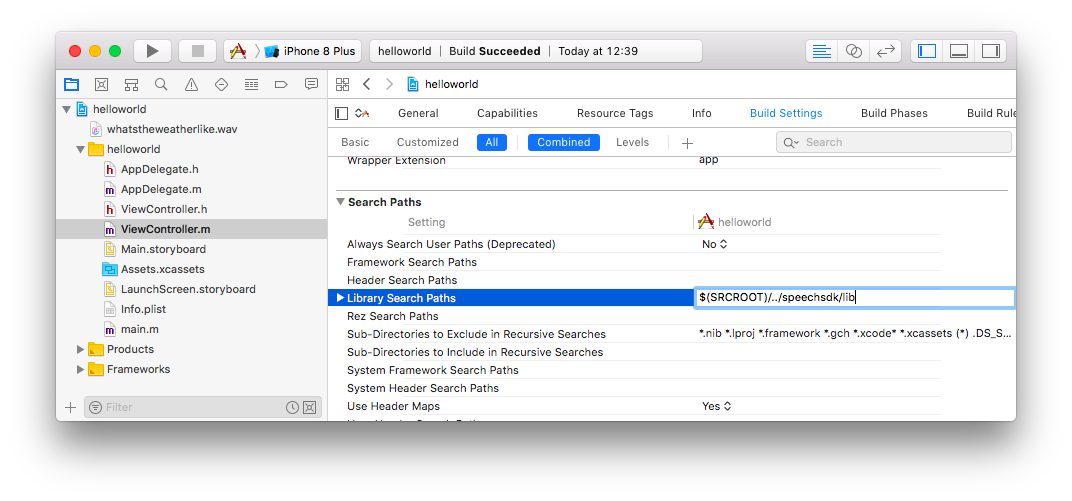 iPhone 8 Plus
helloworld | Build Succeeded | Today at 12:39
helloworld
helloworld
whatstheweatherlike.wav
helloworld
AppDelegate.h
AppDelegate.m
ViewController.h
ViewController.m
Main.storyboard
Assets.xcassets
LaunchScreen.storyboard
Info.plist
main.m
Products
Frameworks
Filter
General Capabilities Resource Tags Info Build Settings Build Phases Build Rule
Basic Customized All Combined Levels + Search
Wrapper Extension app
Search Paths
Setting helloworld
Always Search User Paths (Deprecated) No
Framework Search Paths
Header Search Paths
Library Search Paths $(SRCROOT)/../speechsdk/lib
Rez Search Paths
Sub-Directories to Exclude in Recursive Searches *.nib *.lproj *.framework *.gch *.xcode* *.xcassets (*) .DS_S...
Sub-Directories to Include in Recursive Searches
System Framework Search Paths
System Header Search Paths
Use Header Maps Yes